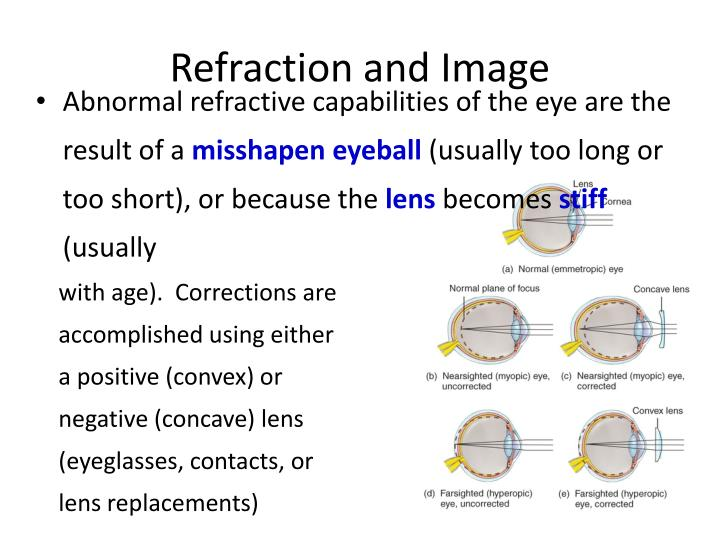 Refraction and Image
• Abnormal refractive capabilities of the eye are the
result of a misshapen eyeball (usually too long or
too short), or because the lens becomes stiff
(usually
with age).  Corrections are
accomplished using either
a positive (convex) or
negative (concave) lens
(eyeglasses, contacts, or
lens replacements)
Lens
Cornea
(a) Normal (emmetropic) eye
Normal plane of focus
Concave lens
(b) Nearsighted (myopic) eye,
uncorrected
(c) Nearsighted (myopic) eye,
corrected
Convex lens
(d) Farsighted (hyperopic)
eye, uncorrected
(e) Farsighted (hyperopic)
eye, corrected